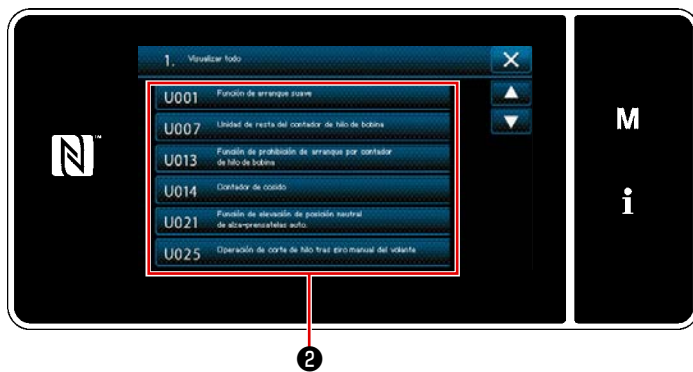 1. Visualizar todo
U001 Función de arranque suave
U007 Unidad de resta del contador de hilo de bobina
U013 Función de prohibición de arranque por contador
de hilo de bobina
U014 Contador de cosido
U021 Función de elevación de posición neutral
de alza-prensatelas auto.
U025 Operación de corte de hilo tras giro manual del volante
M
i
N
❷